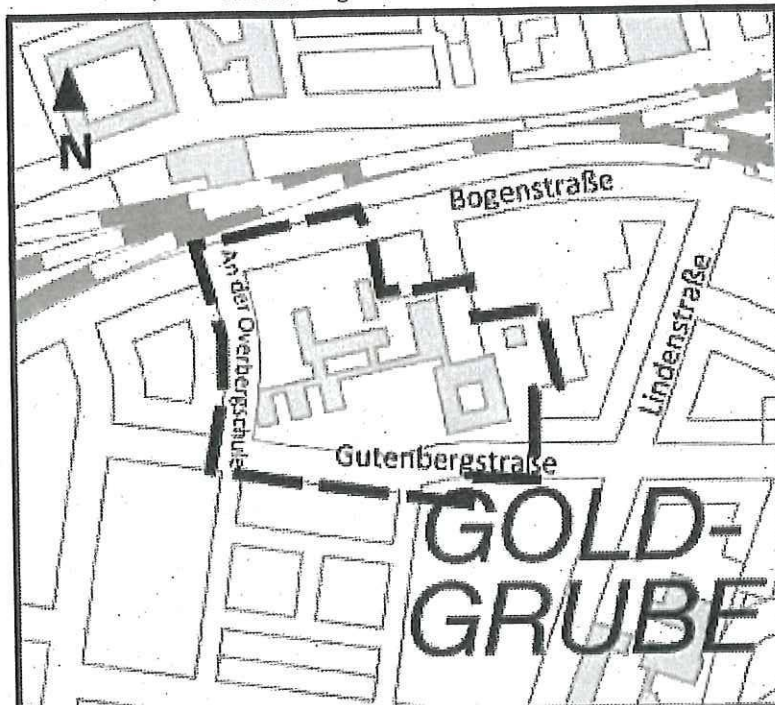 N
Bogenstraße
An der Overbergschule
Lindenstraße
Gutenbergstraße
GOLD-
GRUBE